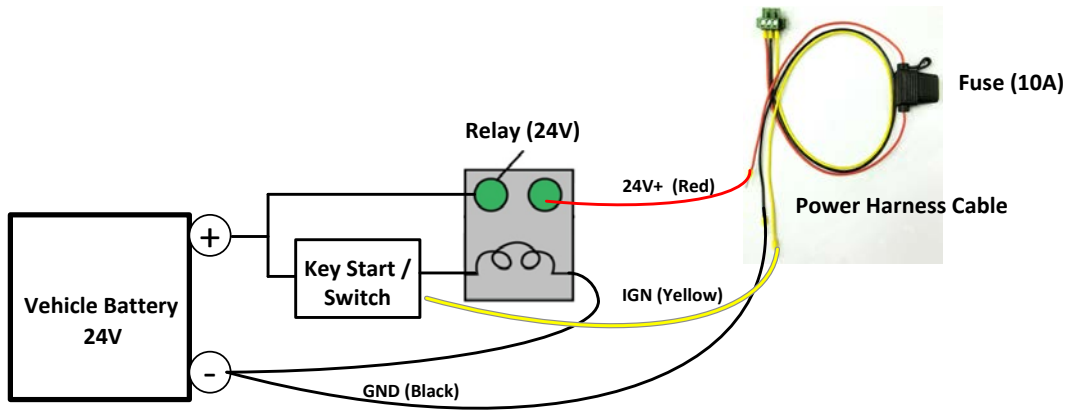 Fuse (10A)
Relay (24V)
24V+ (Red)
Power Harness Cable
+
Key Start /
Switch
Vehicle Battery
24V
IGN (Yellow)
-
GND (Black)